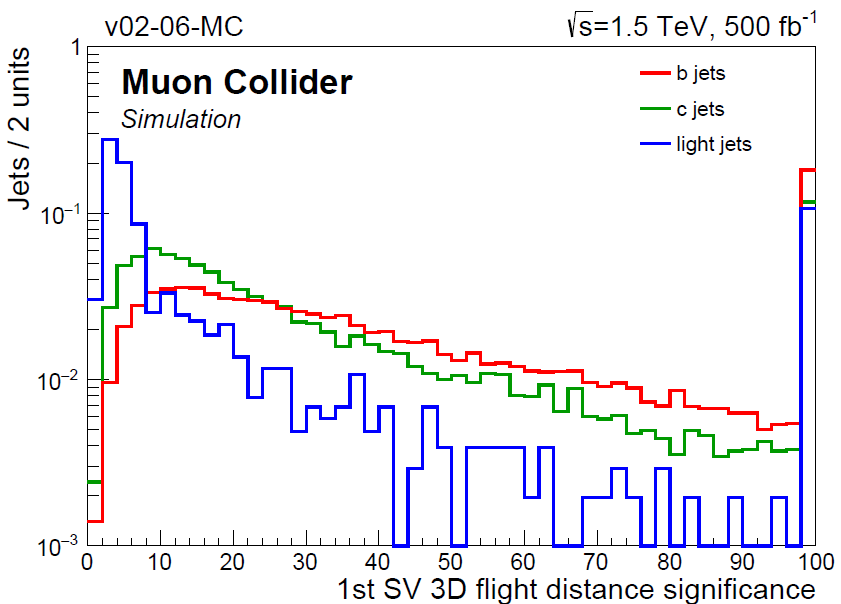 v02-06-MC
√s=1.5 TeV, 500 fb⁻¹
Jets / 2 units
Muon Collider
Simulation
b jets
c jets
light jets
1
10⁻¹
10⁻²
10⁻³
0 10 20 30 40 50 60 70 80 90 100
1st SV 3D flight distance significance